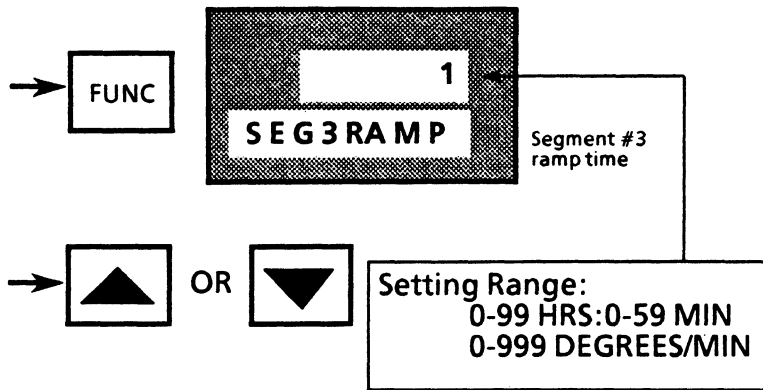 FUNC
1
SEG3RAMP
Segment #3
ramp time
OR
Setting Range:
0-99 HRS:0-59 MIN
0-999 DEGREES/MIN